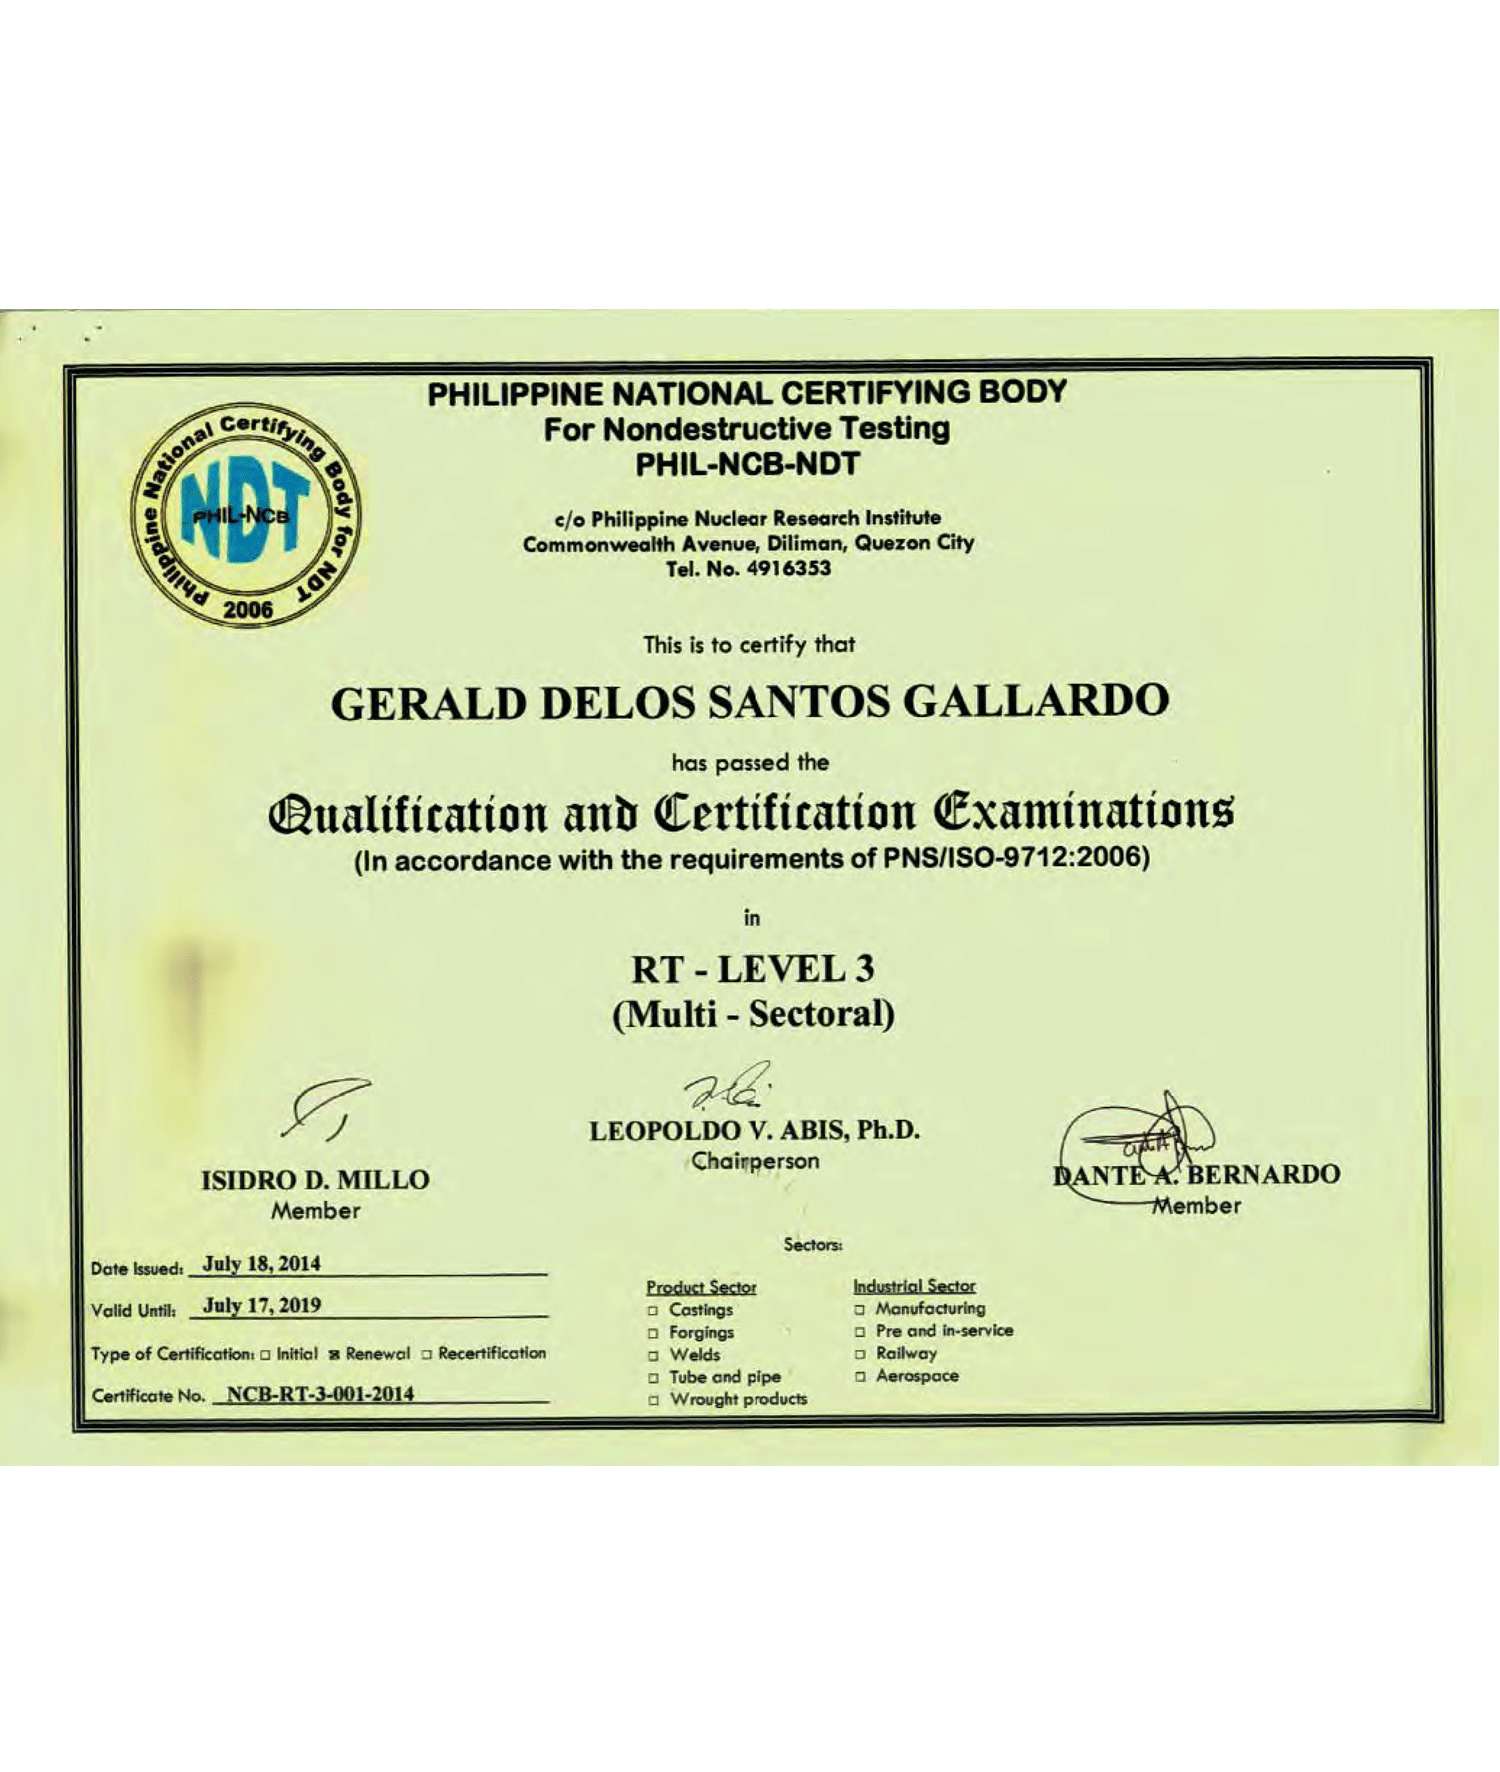 PHILIPPINE NATIONAL CERTIFYING BODY
For Nondestructive Testing
PHIL-NCB-NDT
Philippine National Certifying Body for NDT
NDT
PHIL-NCB
2006
c/o Philippine Nuclear Research Institute
Commonwealth Avenue, Diliman, Quezon City
Tel. No. 4916353
This is to certify that
GERALD DELOS SANTOS GALLARDO
has passed the
Qualification and Certification Examinations
(In accordance with the requirements of PNS/ISO-9712:2006)
in
RT - LEVEL 3
(Multi - Sectoral)
LEOPOLDO V. ABIS, Ph.D.
Chairperson
ISIDRO D. MILLO
Member
DANTE A. BERNARDO
Member
Date Issued: July 18, 2014
Valid Until: July 17, 2019
Type of Certification: □ Initial ☒ Renewal □ Recertification
Certificate No. NCB-RT-3-001-2014
Sectors:
Product Sector
□ Castings
□ Forgings
□ Welds
□ Tube and pipe
□ Wrought products
Industrial Sector
□ Manufacturing
□ Pre and in-service
□ Railway
□ Aerospace